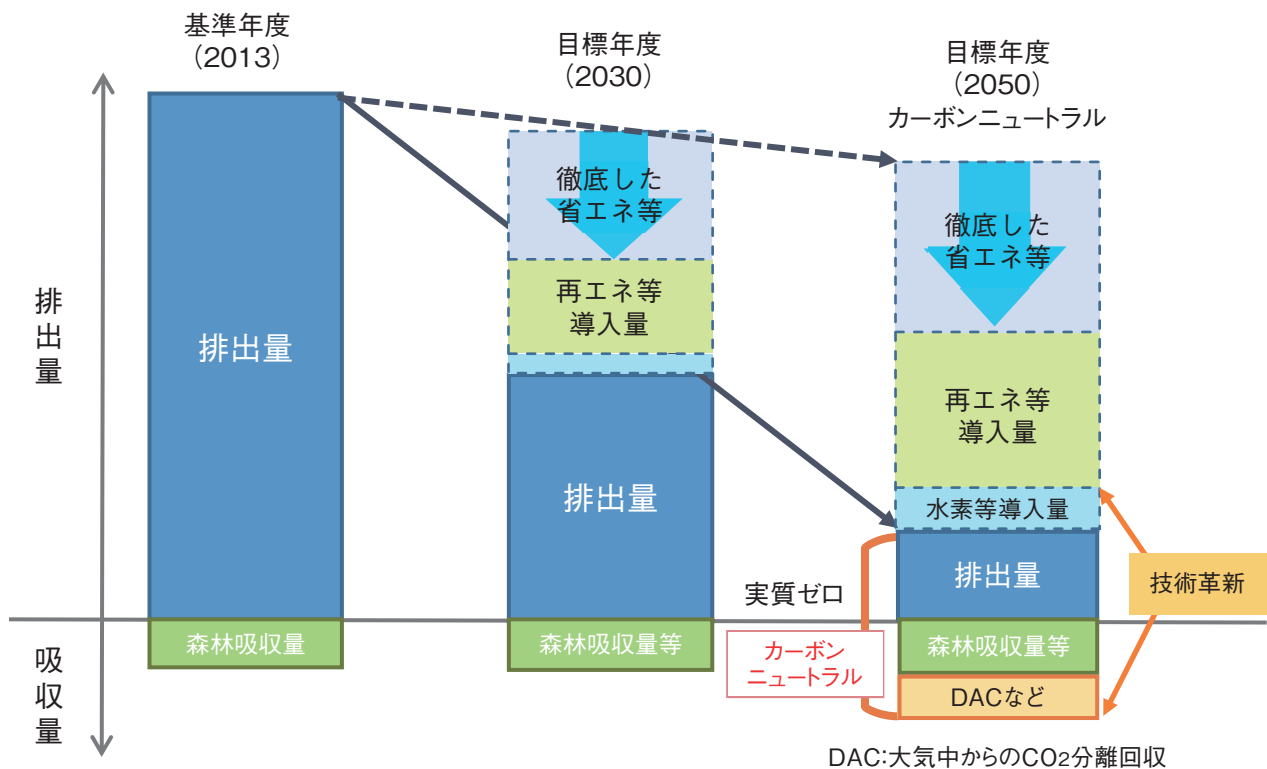 基準年度
（2013）
目標年度
（2030）
目標年度
（2050）
カーボンニュートラル
排出量
吸収量
排出量
森林吸収量
徹底した
省エネ等
再エネ等
導入量
排出量
森林吸収量等
徹底した
省エネ等
再エネ等
導入量
水素等導入量
排出量
森林吸収量等
DACなど
実質ゼロ
カーボン
ニュートラル
技術革新
DAC:大気中からのCO2分離回収